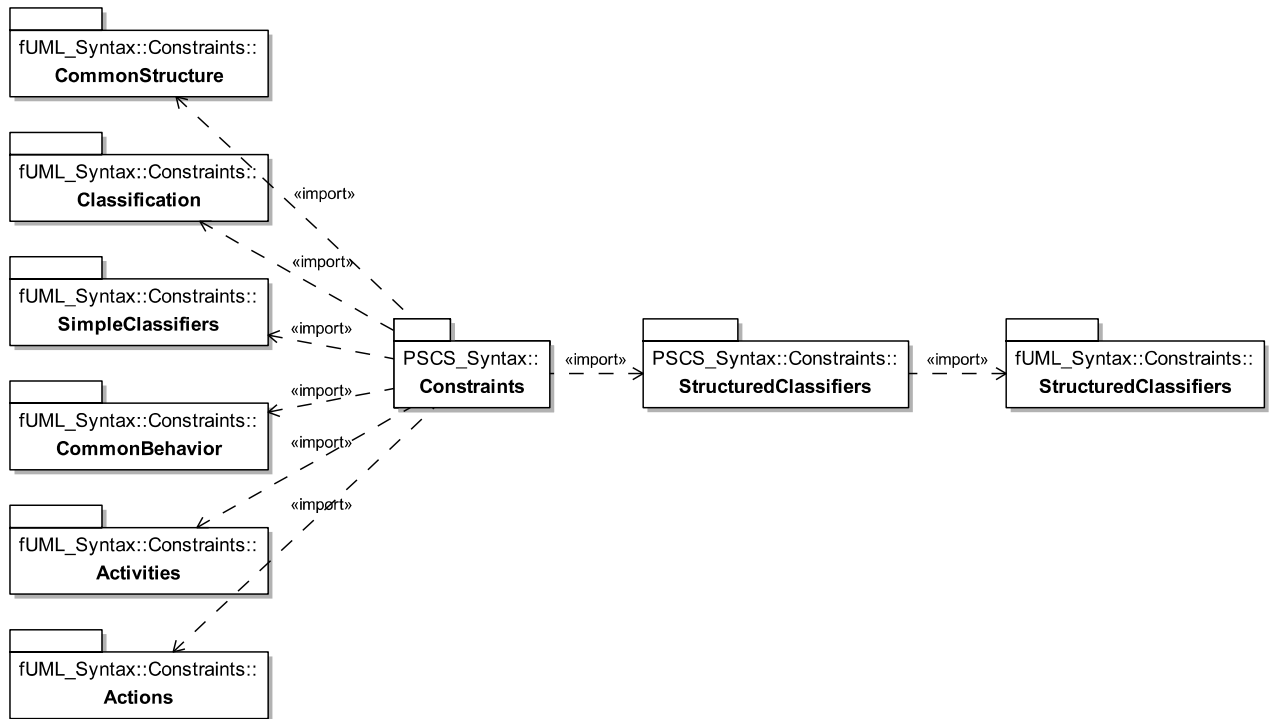 fUML_Syntax::Constraints::
CommonStructure
fUML_Syntax::Constraints::
Classification
«import»
«import»
fUML_Syntax::Constraints::
SimpleClassifiers
«import»
«import»
fUML_Syntax::Constraints::
CommonBehavior
«import»
«import»
fUML_Syntax::Constraints::
Activities
fUML_Syntax::Constraints::
Actions
PSCS_Syntax::
Constraints
«import»
PSCS_Syntax::Constraints::
StructuredClassifiers
«import»
fUML_Syntax::Constraints::
StructuredClassifiers